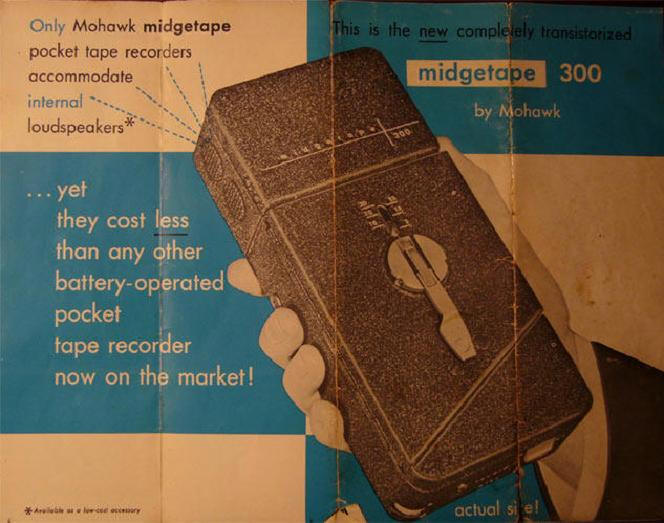 Only Mohawk midgetape
pocket tape recorders
accommodate
internal
loudspeakers*
...yet
they cost less
than any other
battery-operated
pocket
tape recorder
now on the market!
* Available as a low-cost accessory
This is the new completely transistorized
midgetape 300
by Mohawk
midgetape 300
actual size!